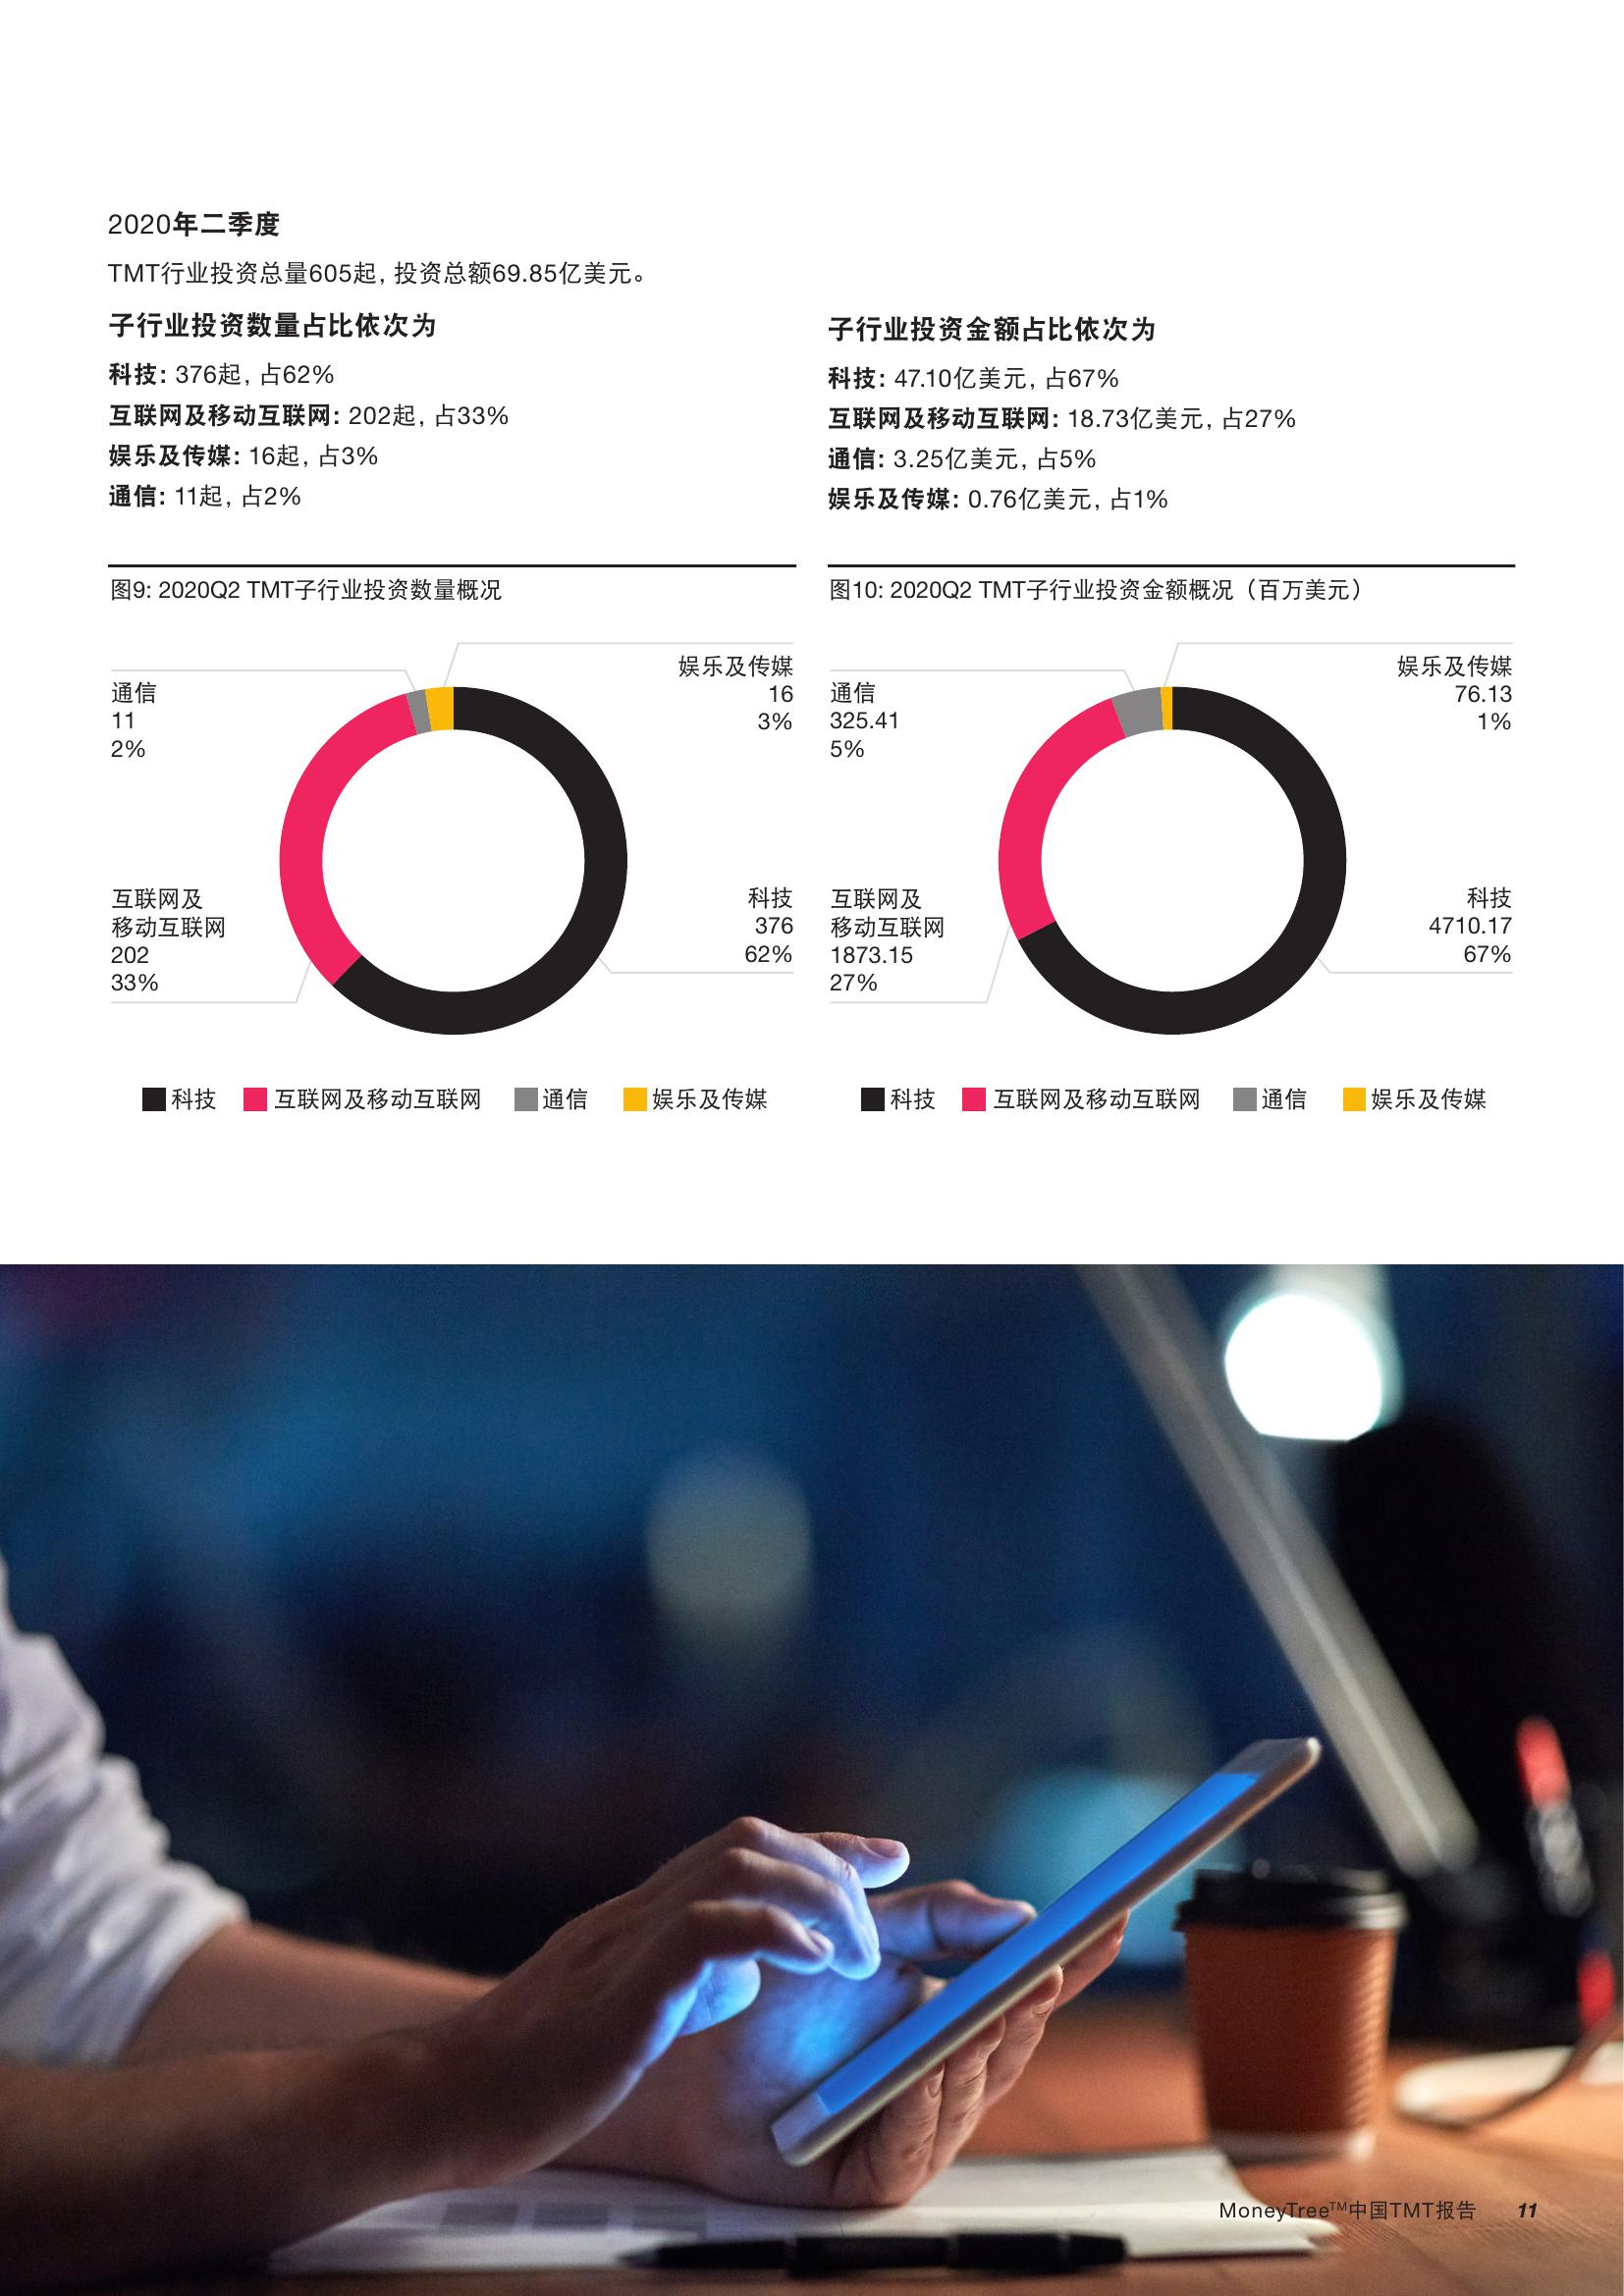 2020年二季度
TMT行业投资总量605起, 投资总额69.85亿美元。
子行业投资数量占比依次为
科技: 376起, 占62%
互联网及移动互联网: 202起, 占33%
娱乐及传媒: 16起, 占3%
通信: 11起, 占2%
子行业投资金额占比依次为
科技: 47.10亿美元, 占67%
互联网及移动互联网: 18.73亿美元, 占27%
通信: 3.25亿美元, 占5%
娱乐及传媒: 0.76亿美元, 占1%
图9: 2020Q2 TMT子行业投资数量概况
通信
11
2%
娱乐及传媒
16
3%
互联网及
移动互联网
202
33%
科技
376
62%
科技 互联网及移动互联网 通信 娱乐及传媒
图10: 2020Q2 TMT子行业投资金额概况（百万美元）
通信
325.41
5%
娱乐及传媒
76.13
1%
互联网及
移动互联网
1873.15
27%
科技
4710.17
67%
科技 互联网及移动互联网 通信 娱乐及传媒
MoneyTree™中国TMT报告 11